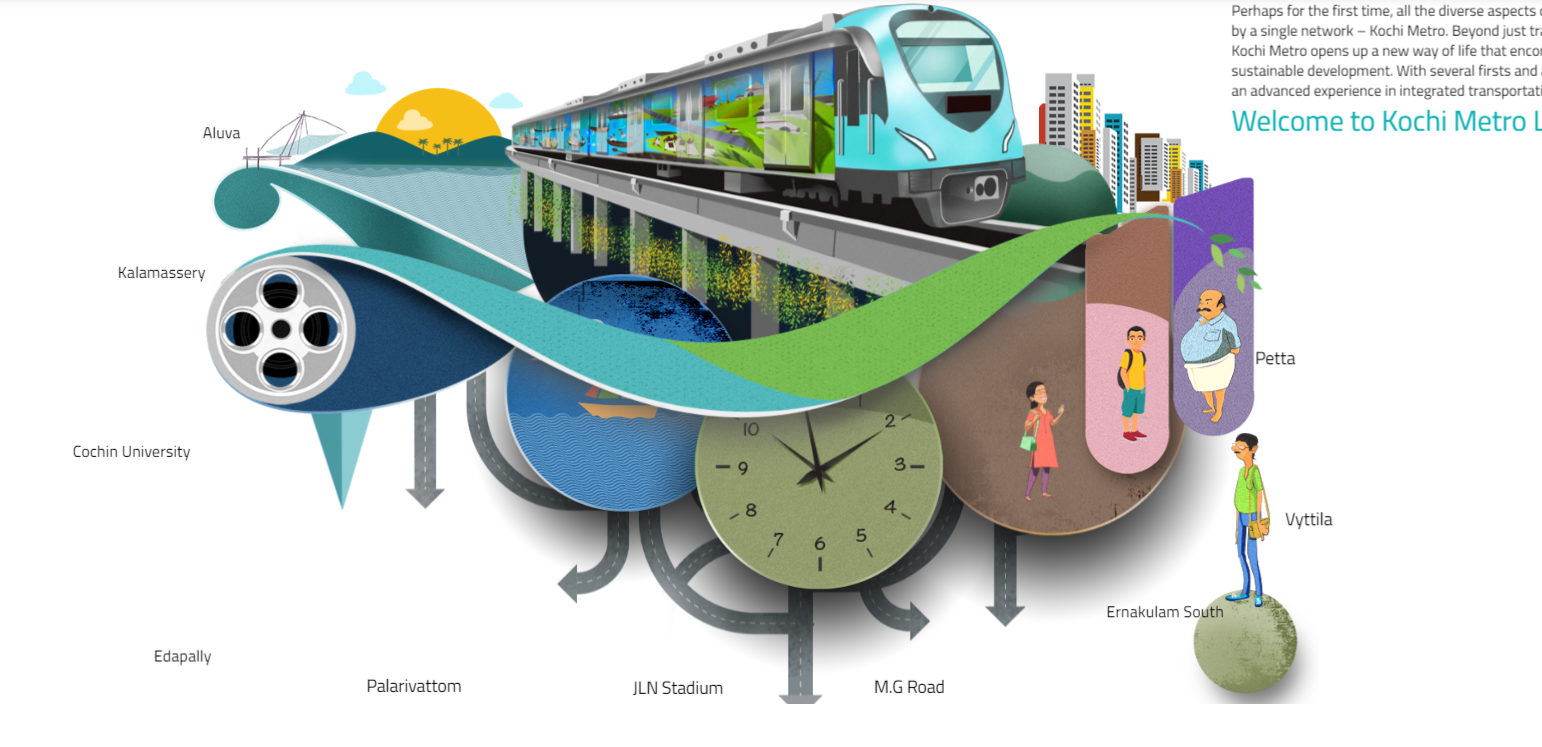 Perhaps for the first time, all the diverse aspects
by a single network – Kochi Metro. Beyond just
Kochi Metro opens up a new way of life that
sustainable development. With several firsts and
an advanced experience in integrated
Welcome to Kochi Metro
Aluva
Kalamassery
Petta
10
2
9
3
8
4
7
6
5
Cochin University
Vyttila
Ernakulam South
Edapally
Palarivattom
JLN Stadium
M.G Road